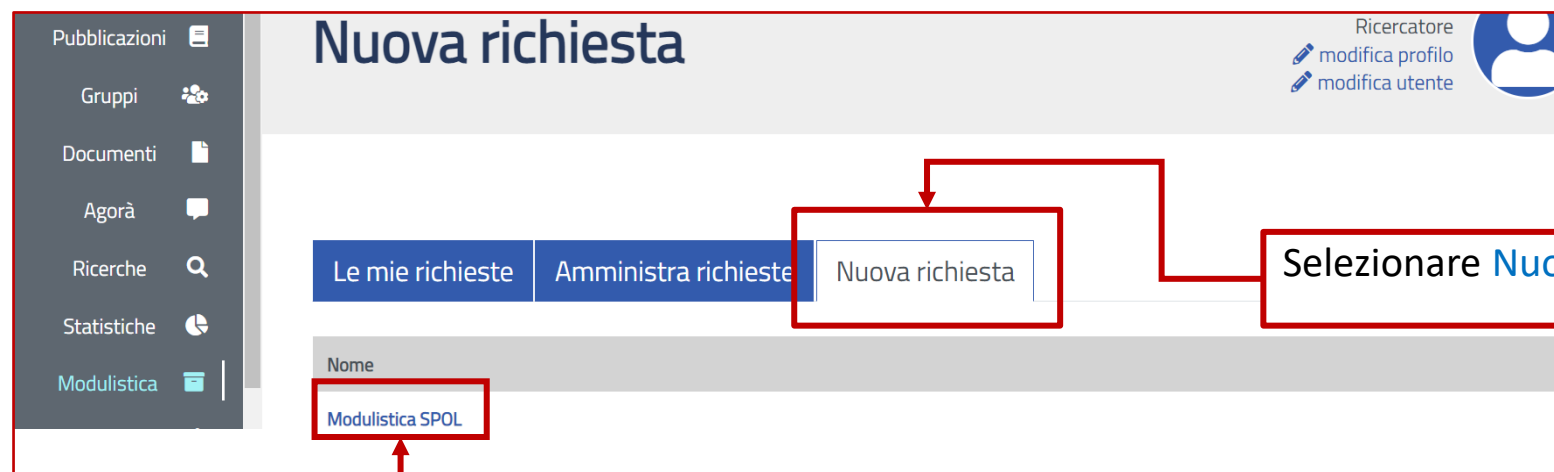 Pubblicazioni
Gruppi
Documenti
Agorà
Ricerche
Statistiche
Modulistica
Nuova richiesta
Ricercatore
modifica profilo
modifica utente
Le mie richieste
Amministra richieste
Nuova richiesta
Selezionare
Nome
Modulistica SPOL